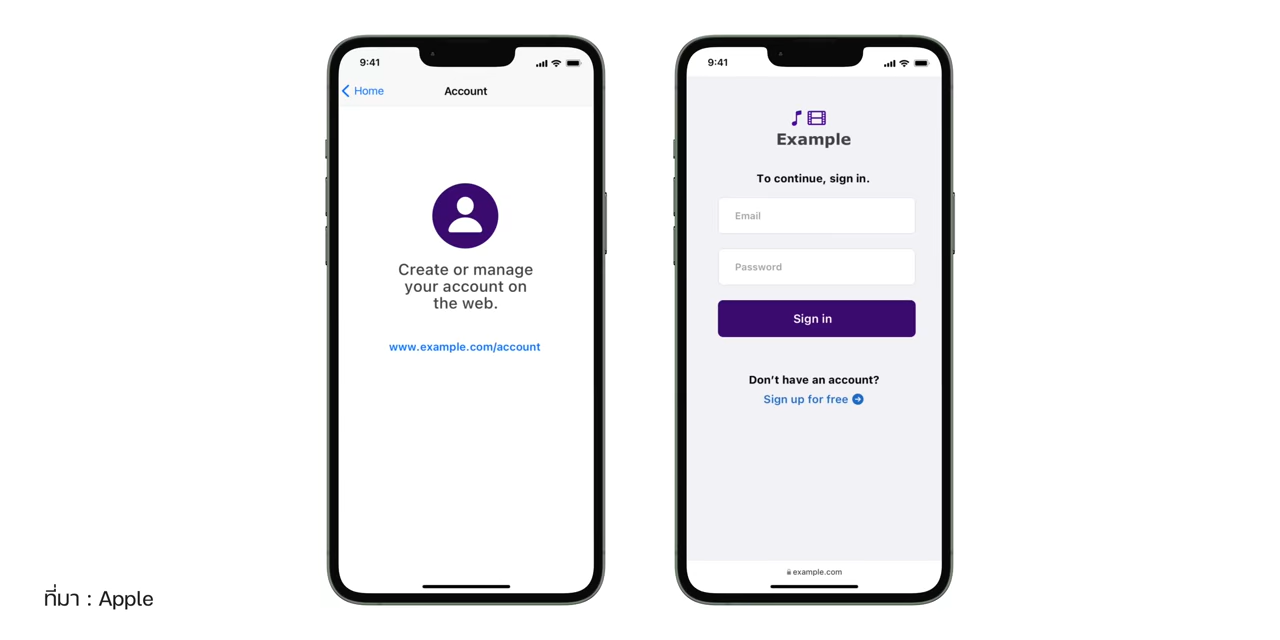 9:41
Home
Account
Create or manage
your account on
the web.
www.example.com/account
9:41
Example
To continue, sign in.
Email
Password
Sign in
Don’t have an account?
Sign up for free
example.com
ที่มา : Apple